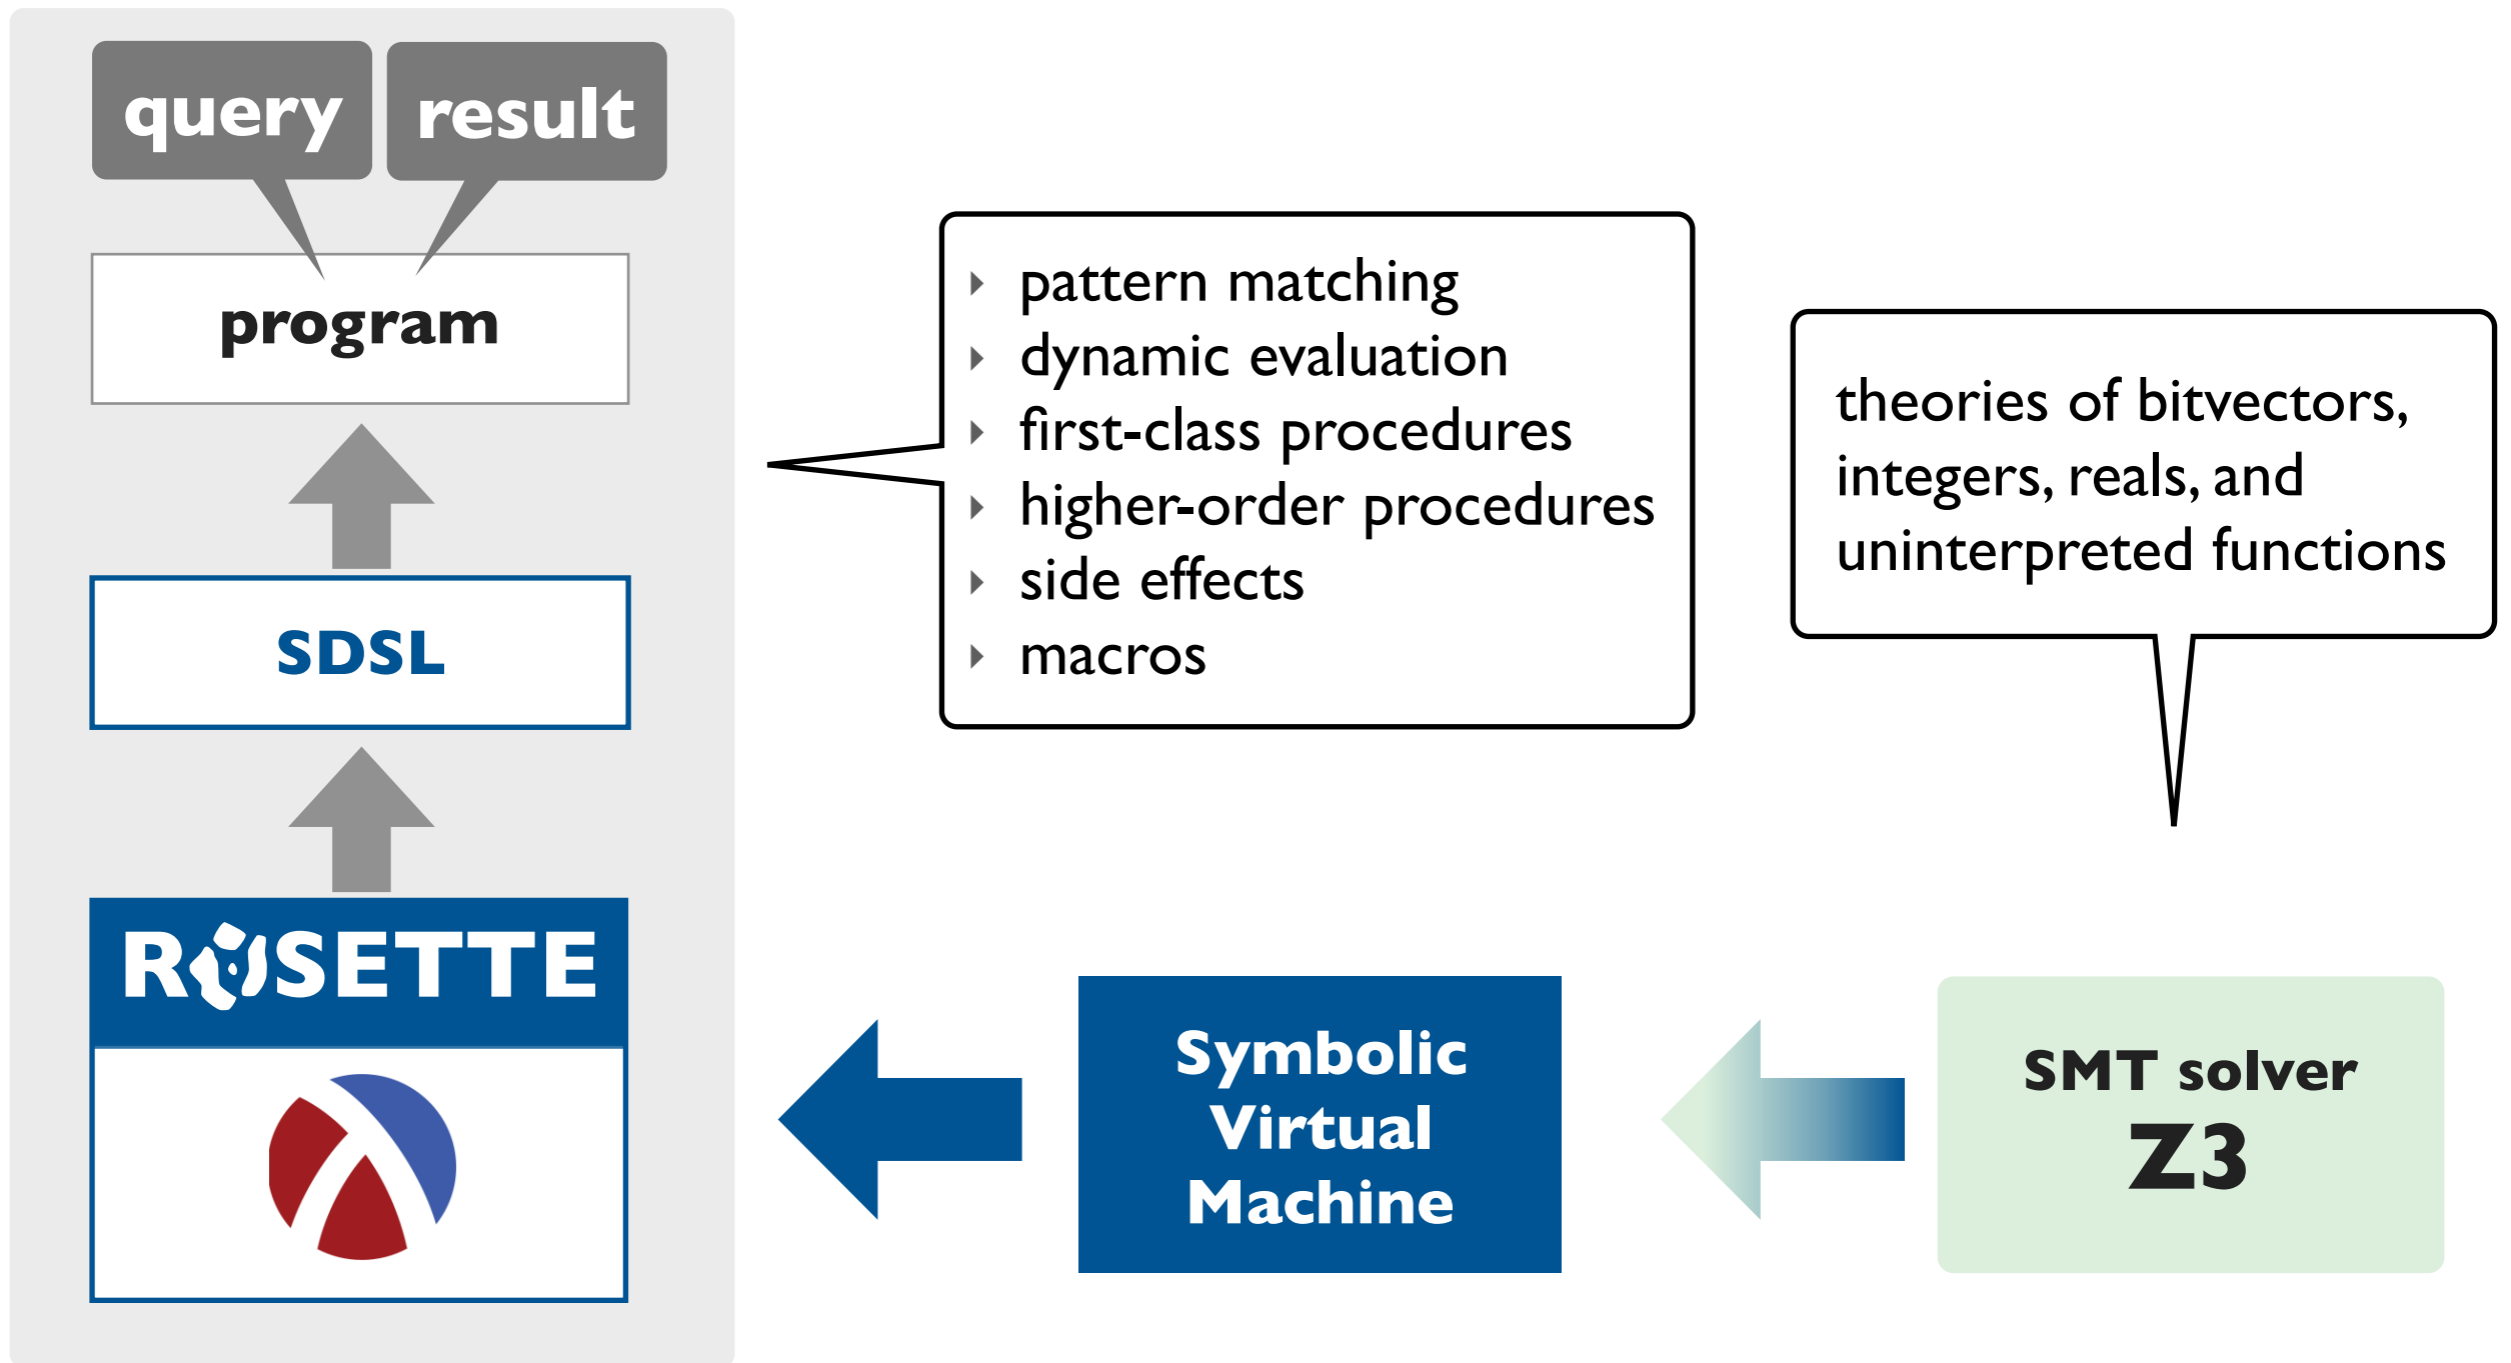 query
result
program
SDSL
ROSETTE
pattern matching
dynamic evaluation
first-class procedures
higher-order procedures
side effects
macros
theories of bitvectors,
integers, reals, and
uninterpreted functions
Symbolic
Virtual
Machine
SMT solver
Z3